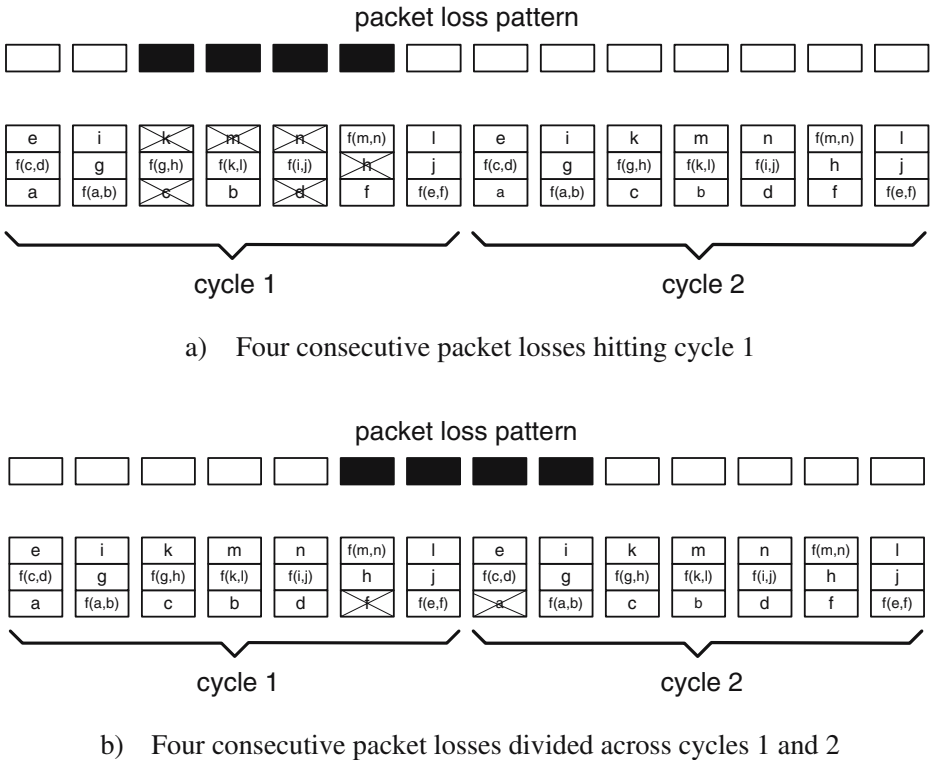 packet loss pattern
e i k m n f(m,n) l e i k m n f(m,n) l
f(c,d) g f(g,h) f(k,l) f(i,j) h j f(c,d) g f(g,h) f(k,l) f(i,j) h j
a f(a,b) c b d f f(e,f) a f(a,b) c b d f f(e,f)
cycle 1 cycle 2
a) Four consecutive packet losses hitting cycle 1
packet loss pattern
e i k m n f(m,n) l e i k m n f(m,n) l
f(c,d) g f(g,h) f(k,l) f(i,j) h j f(c,d) g f(g,h) f(k,l) f(i,j) h j
a f(a,b) c b d f f(e,f) a f(a,b) c b d f f(e,f)
cycle 1 cycle 2
b) Four consecutive packet losses divided across cycles 1 and 2